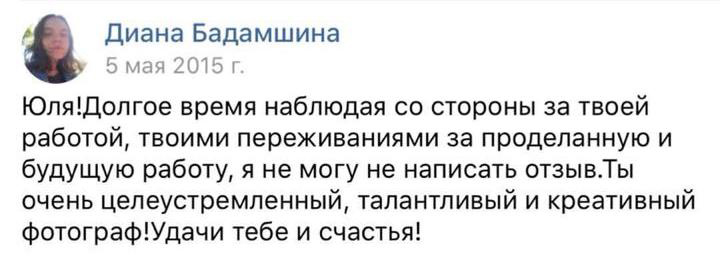 Диана Бадамшина
5 мая 2015 г.
Юля!Долгое время наблюдая со стороны за твоей
работой, твоими переживаниями за проделанную и
будущую работу, я не могу не написать отзыв.Ты
очень целеустремленный, талантливый и креативный
фотограф!Удачи тебе и счастья!